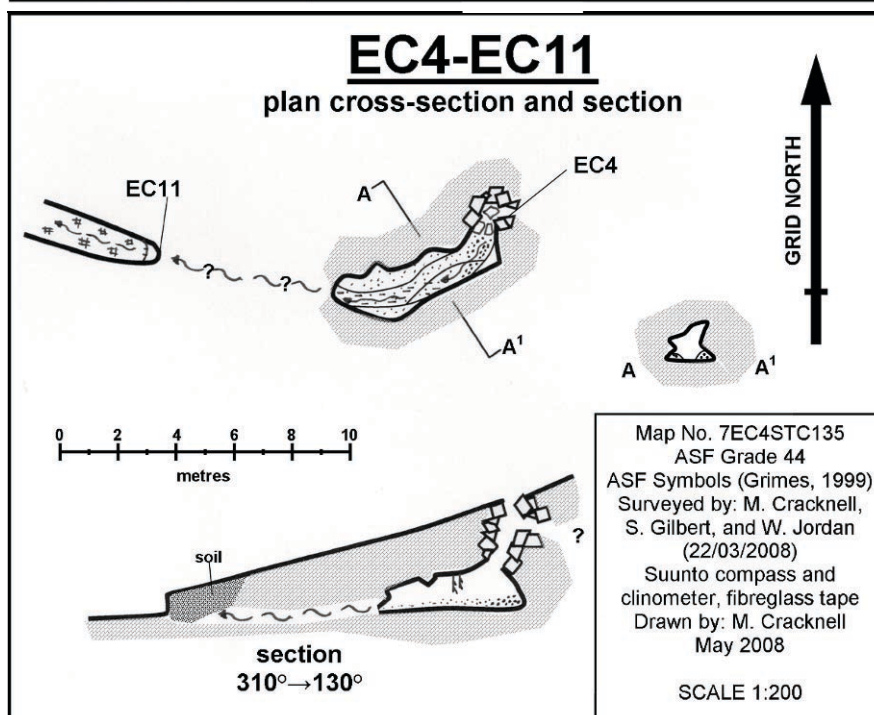 EC4-EC11
plan cross-section and section
GRID NORTH
EC11
A
EC4
?
?
A¹
A
A¹
0 2 4 6 8 10
metres
soil
?
section
310°→130°
Map No. 7EC4STC135
ASF Grade 44
ASF Symbols (Grimes, 1999)
Surveyed by: M. Cracknell,
S. Gilbert, and W. Jordan
(22/03/2008)
Suunto compass and
clinometer, fibreglass tape
Drawn by: M. Cracknell
May 2008
SCALE 1:200